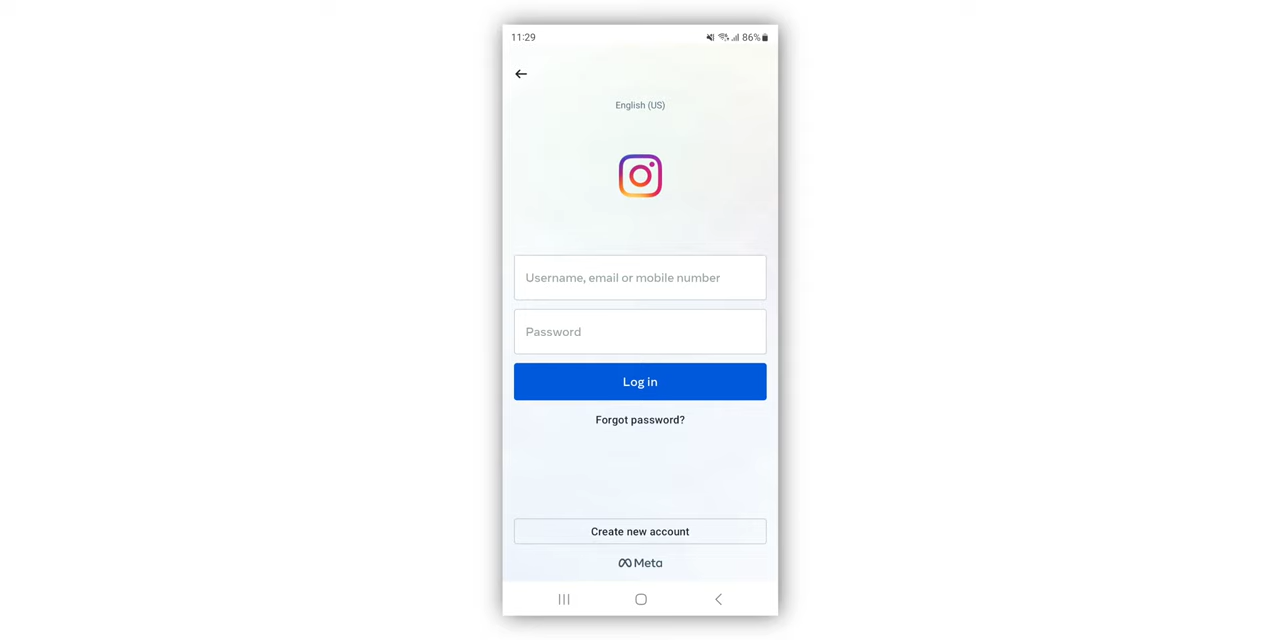 11:29 86%
English (US)
Username, email or mobile number
Password
Log in
Forgot password?
Create new account
Meta